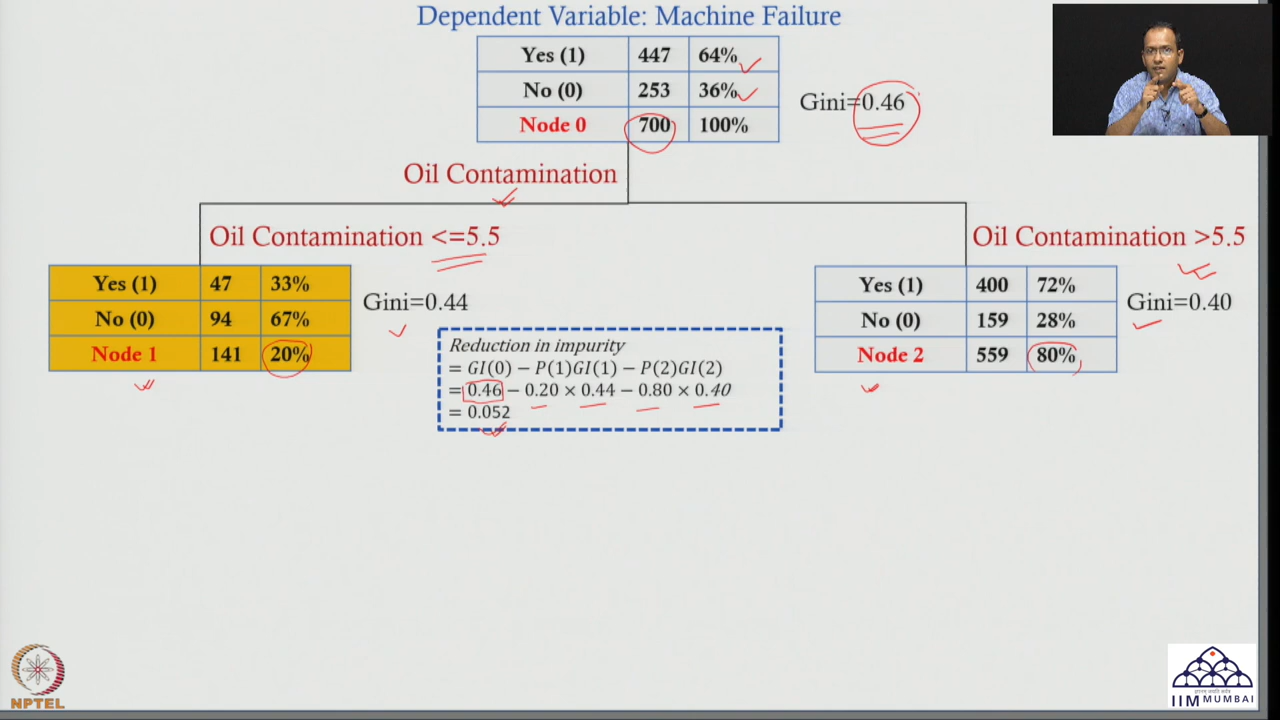 Dependent Variable: Machine Failure
Yes (1) 447 64%
No (0) 253 36%
Node 0 700 100%
Gini=0.46
Oil Contamination
Oil Contamination <=5.5
Yes (1) 47 33%
No (0) 94 67%
Node 1 141 20%
Gini=0.44
Reduction in impurity
= GI(0) − P(1)GI(1) − P(2)GI(2)
= 0.46 − 0.20 × 0.44 − 0.80 × 0.40
= 0.052
Oil Contamination >5.5
Yes (1) 400 72%
No (0) 159 28%
Node 2 559 80%
Gini=0.40
NPTEL
IIM MUMBAI